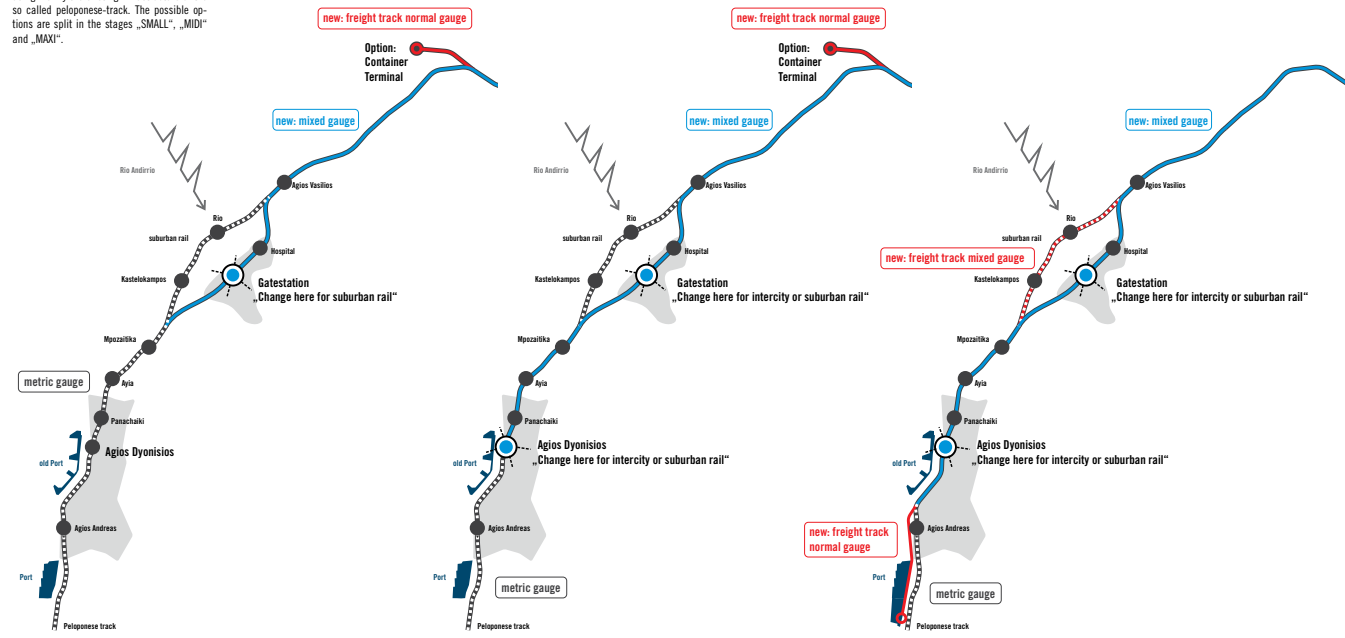 so called peloponese-track. The possible op-
tions are split in the stages „SMALL“, „MIDI“
and „MAXI“.
new: freight track normal gauge
Option:
Container
Terminal
new: mixed gauge
Rio Andirrio
Agios Vasilios
Rio
suburban rail
Hospital
Kastelokampos
Gatestation
„Change here for suburban rail“
Mpozaitika
metric gauge
Ayia
Panachaiki
Agios Dyonisios
old Port
Agios Andreas
Port
Peloponese track
new: freight track normal gauge
Option:
Container
Terminal
new: mixed gauge
Rio Andirrio
Agios Vasilios
Rio
suburban rail
Hospital
Kastelokampos
Gatestation
„Change here for intercity or suburban rail“
Mpozaitika
Ayia
Panachaiki
Agios Dyonisios
„Change here for intercity or suburban rail“
old Port
Agios Andreas
Port
metric gauge
Peloponese track
new: mixed gauge
Rio Andirrio
Agios Vasilios
Rio
suburban rail
new: freight track mixed gauge
Hospital
Kastelokampos
Gatestation
„Change here for intercity or suburban rail“
Mpozaitika
Ayia
Panachaiki
Agios Dyonisios
„Change here for intercity or suburban rail“
old Port
Agios Andreas
new: freight track
normal gauge
Port
metric gauge
Peloponese track